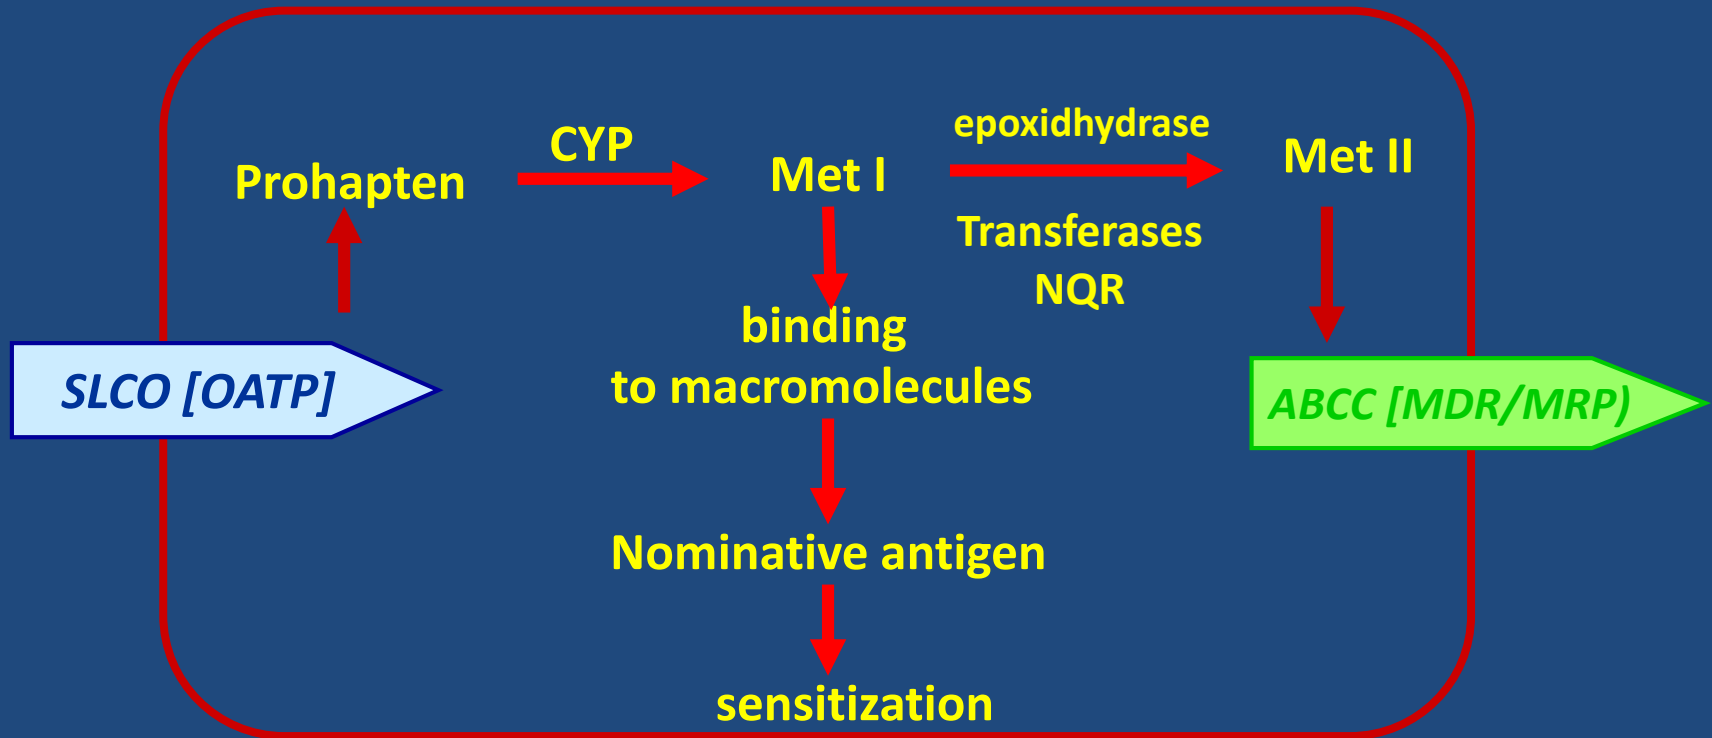 epoxidhydrase
CYP
Prohapten
Met I
Met II
Transferases
NQR
binding
to macromolecules
SLCO [OATP]
ABCC [MDR/MRP)
Nominative antigen
sensitization